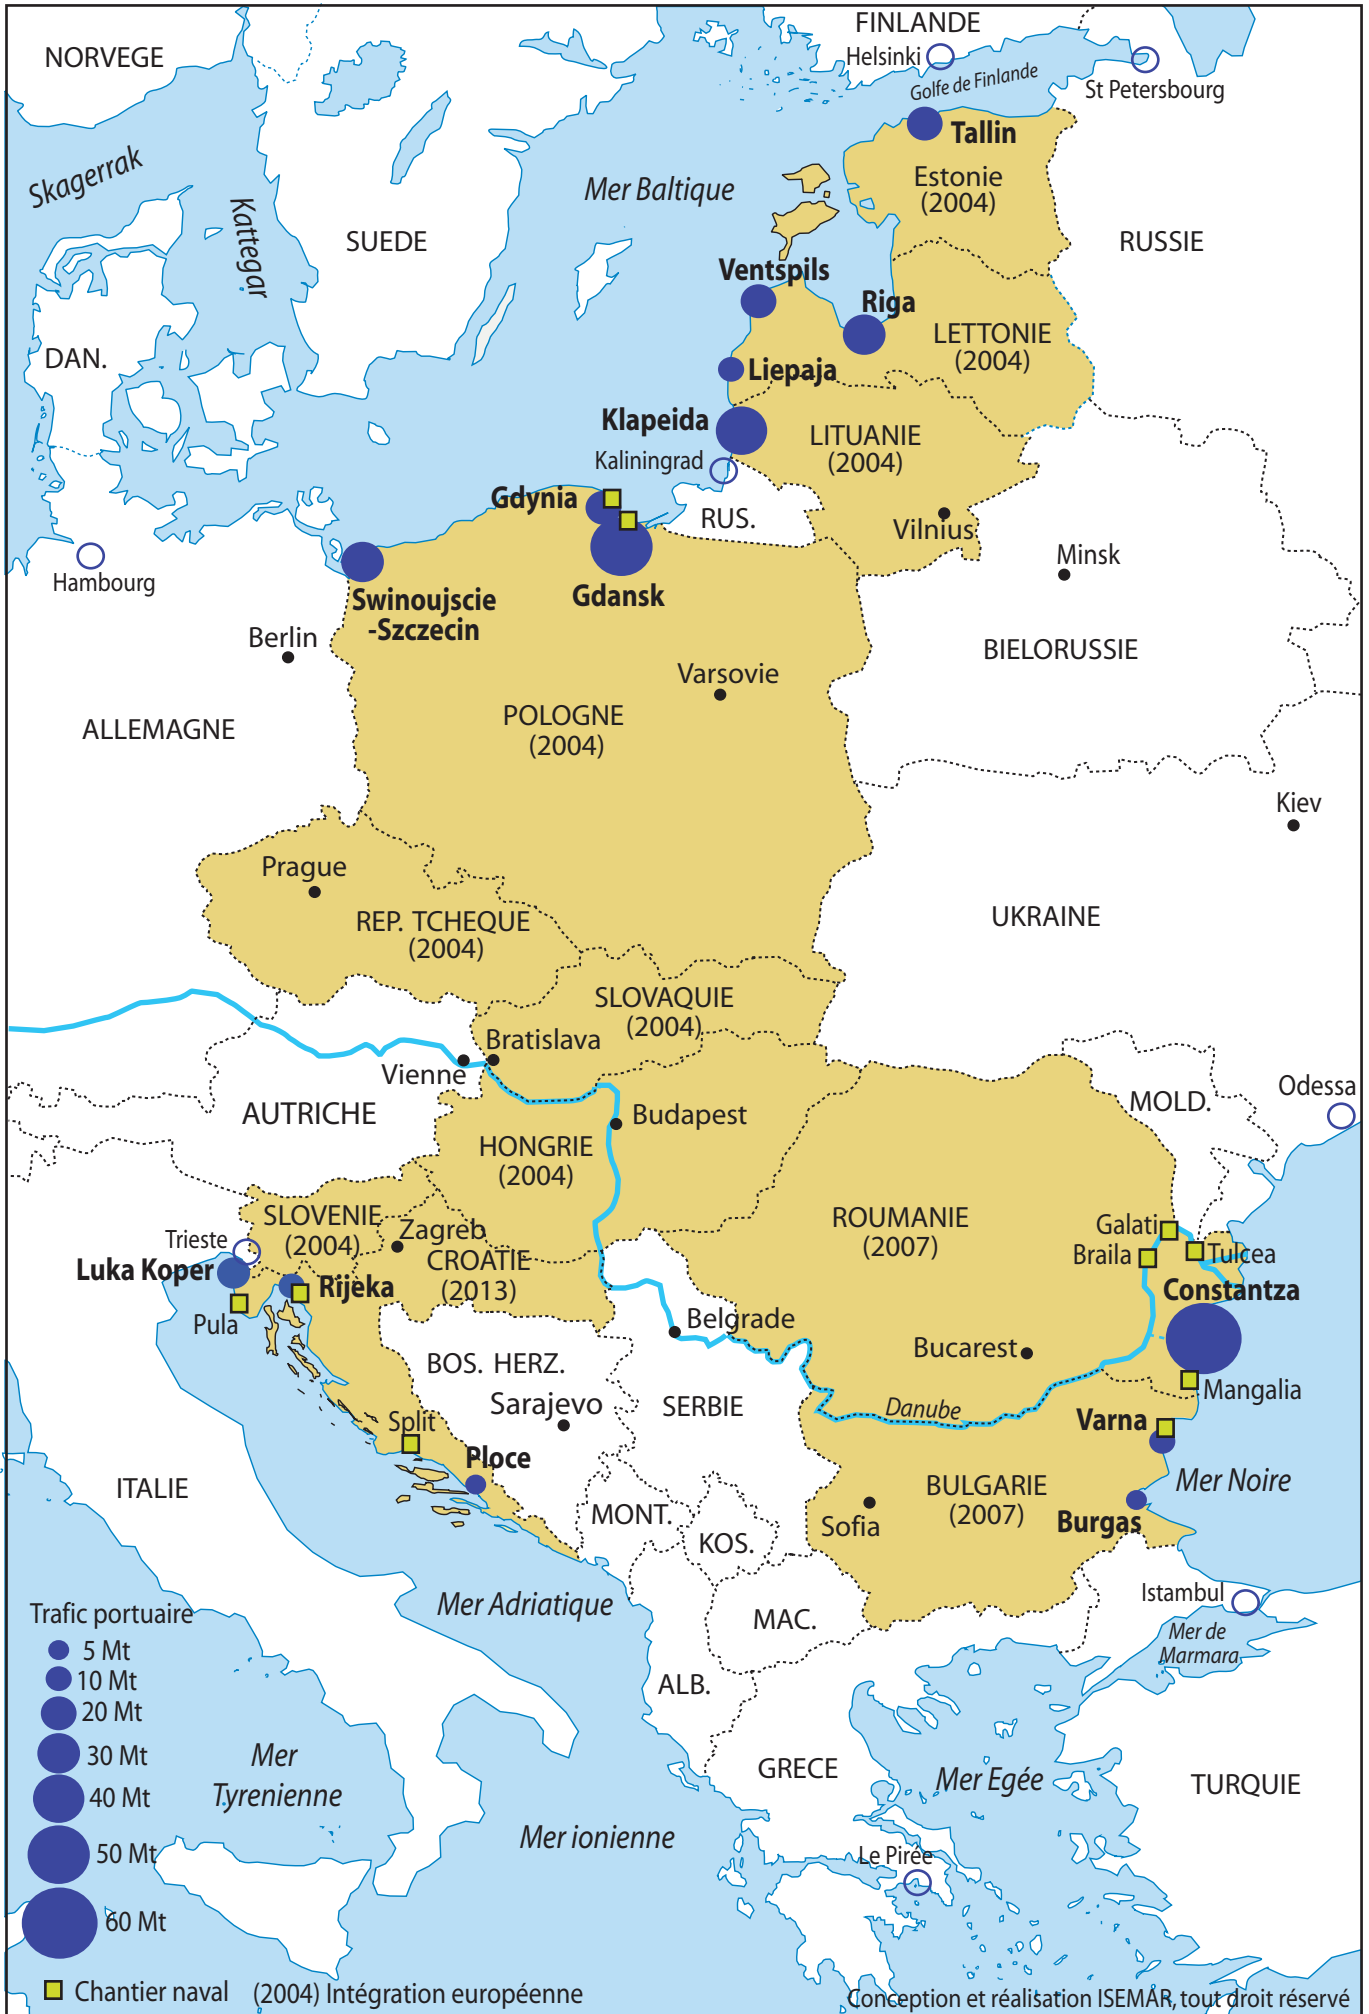 FINLANDE
NORVEGE
Helsinki
Golfe de Finlande
St Petersbourg
Tallin
Skagerrak
Mer Baltique
Estonie
(2004)
Kattegar
SUEDE
RUSSIE
Ventspils
Riga
LETTONIE
(2004)
DAN.
Liepaja
Klapeida
LITUANIE
(2004)
Kaliningrad
Gdynia
RUS.
Vilnius
Minsk
Hambourg
Swinoujscie
-Szczecin
Gdansk
Berlin
BIELORUSSIE
Varsovie
POLOGNE
(2004)
ALLEMAGNE
Kiev
Prague
REP. TCHEQUE
(2004)
UKRAINE
SLOVAQUIE
(2004)
Bratislava
Vienne
AUTRICHE
MOLD.
Odessa
Budapest
HONGRIE
(2004)
SLOVENIE
(2004)
Zagreb
ROUMANIE
(2007)
Galati
Trieste
Braila
Tulcea
Luka Koper
CROATIE
(2013)
Rijeka
Constantza
Pula
Belgrade
Bucarest
BOS. HERZ.
Mangalia
Sarajevo
SERBIE
Danube
Varna
Split
Ploce
ITALIE
BULGARIE
(2007)
Mer Noire
MONT.
Sofia
Burgas
KOS.
Istambul
Mer Adriatique
MAC.
Mer de
Marmara
Trafic portuaire
5 Mt
10 Mt
20 Mt
30 Mt
40 Mt
50 Mt
60 Mt
ALB.
Mer
Tyrenienne
GRECE
Mer Egée
TURQUIE
Mer ionienne
Le Pirée
Chantier naval
(2004) Intégration européenne
Conception et réalisation ISEMAR, tout droit réservé